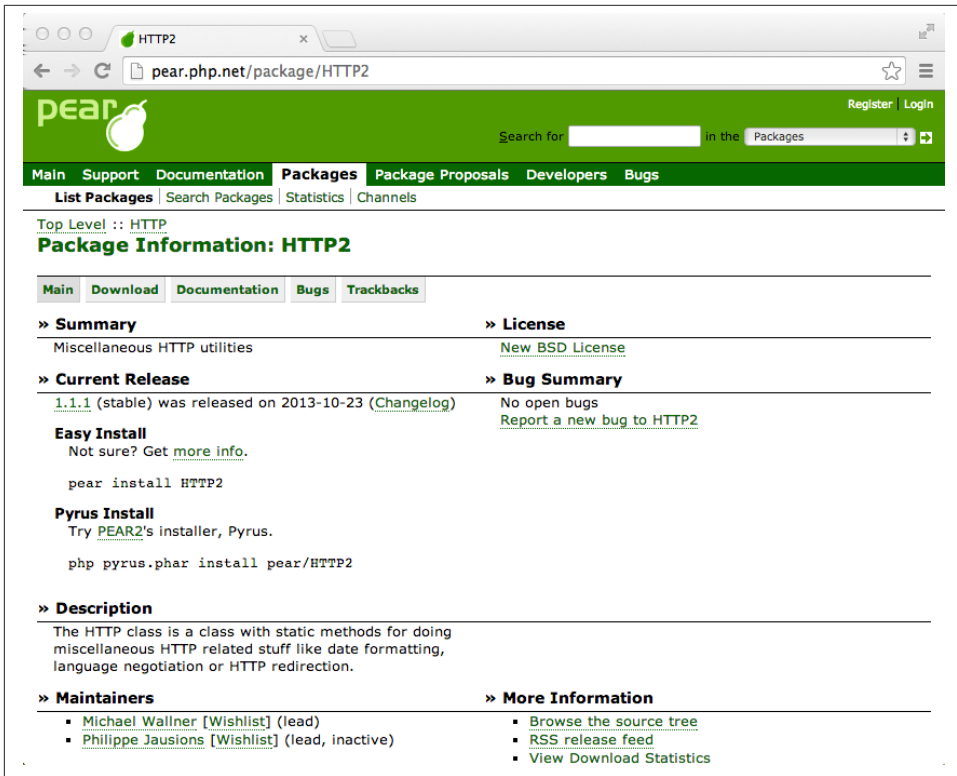 HTTP2
pear.php.net/package/HTTP2
pear
Register | Login
Search for in the Packages
Main Support Documentation Packages Package Proposals Developers Bugs
List Packages | Search Packages | Statistics | Channels
Top Level :: HTTP
Package Information: HTTP2
Main Download Documentation Bugs Trackbacks
» Summary
Miscellaneous HTTP utilities
» License
New BSD License
» Current Release
1.1.1 (stable) was released on 2013-10-23 (Changelog)
Easy Install
Not sure? Get more info.
pear install HTTP2
Pyrus Install
Try PEAR2's installer, Pyrus.
php pyrus.phar install pear/HTTP2
» Bug Summary
No open bugs
Report a new bug to HTTP2
» Description
The HTTP class is a class with static methods for doing
miscellaneous HTTP related stuff like date formatting,
language negotiation or HTTP redirection.
» Maintainers
▪ Michael Wallner [Wishlist] (lead)
▪ Philippe Jausions [Wishlist] (lead, inactive)
» More Information
▪ Browse the source tree
▪ RSS release feed
▪ View Download Statistics